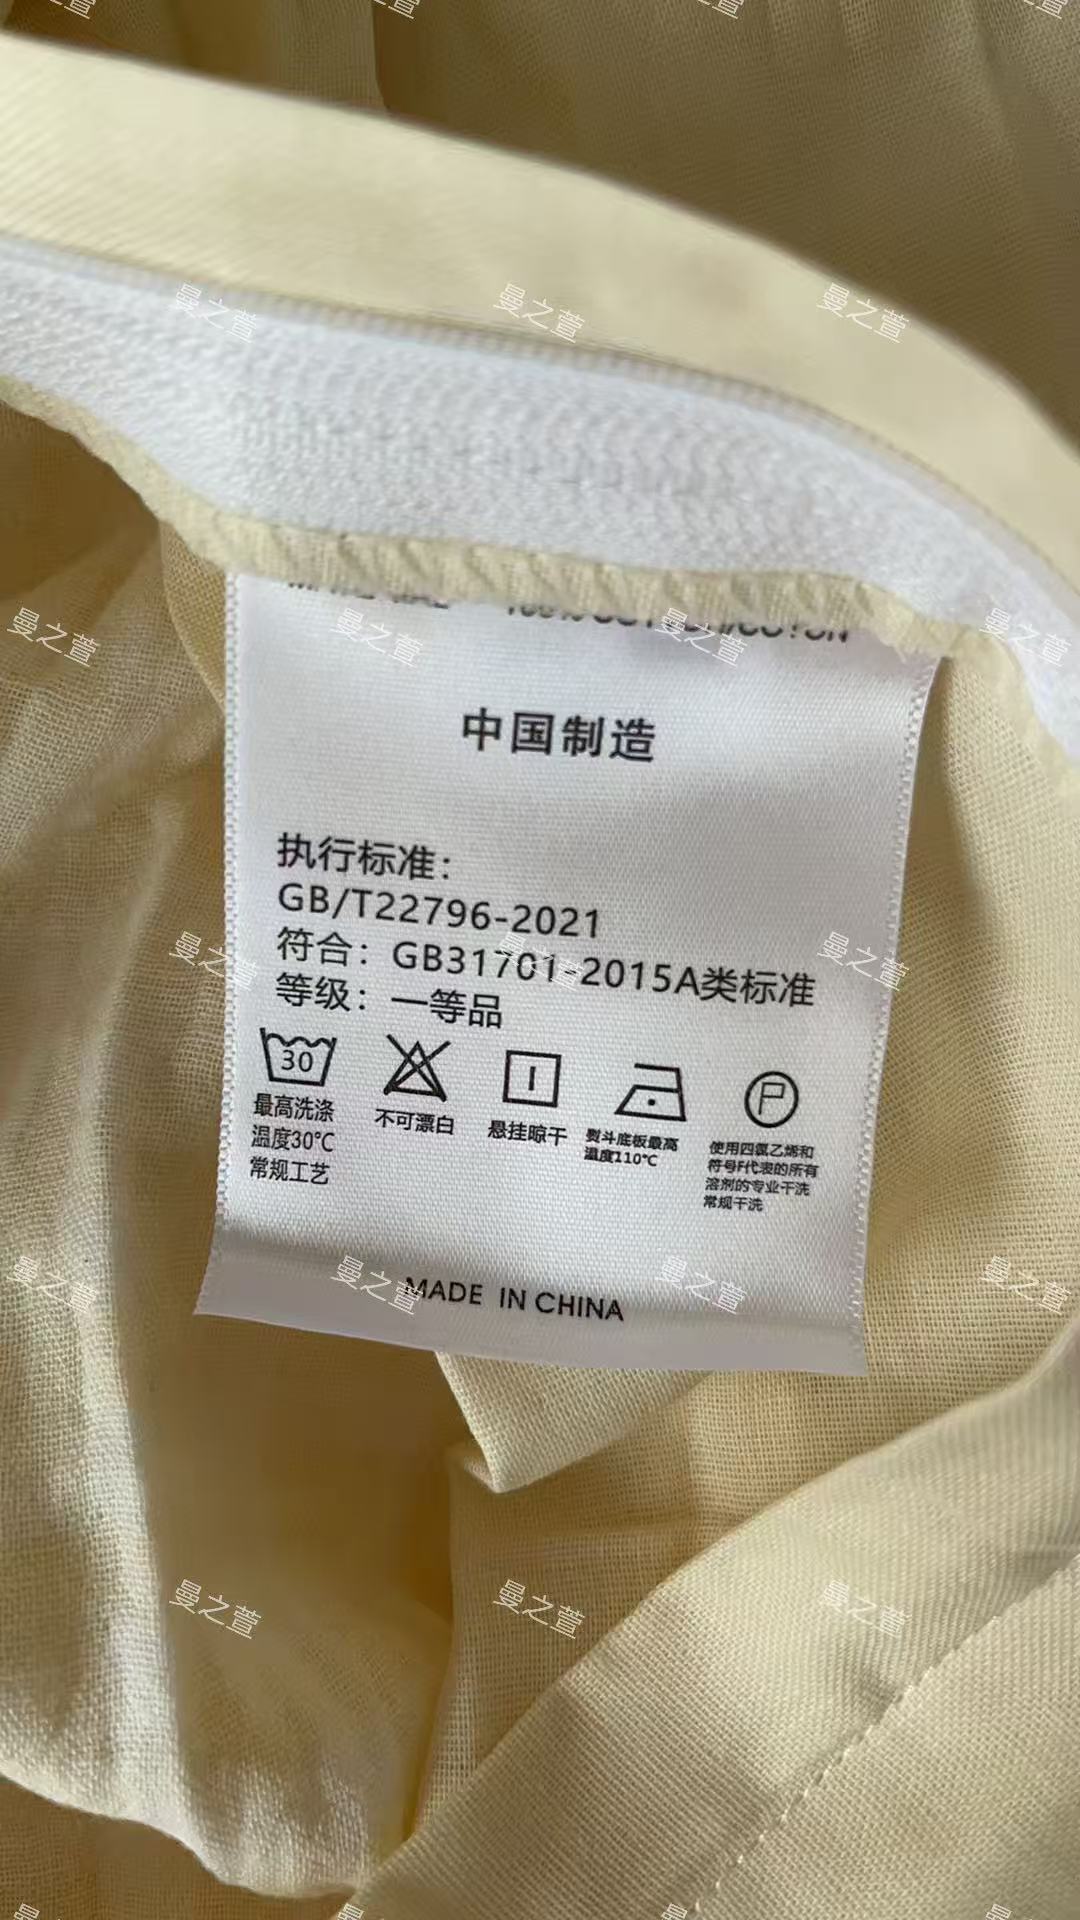 中国制造
执行标准：
GB/T22796-2021
符合：GB31701-2015A类标准
等级：一等品
30
最高洗涤
温度30℃
常规工艺
不可漂白
悬挂晾干
熨斗底板最高
温度110℃
P
使用四氯乙烯和
符号F代表的所有
溶剂的专业干洗
常规干洗
MADE IN CHINA
曼之萱